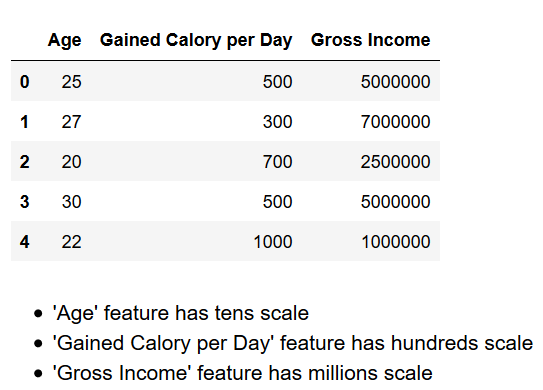 Age Gained Calory per Day Gross Income
0 25 500 5000000
1 27 300 7000000
2 20 700 2500000
3 30 500 5000000
4 22 1000 1000000
• 'Age' feature has tens scale
• 'Gained Calory per Day' feature has hundreds scale
• 'Gross Income' feature has millions scale